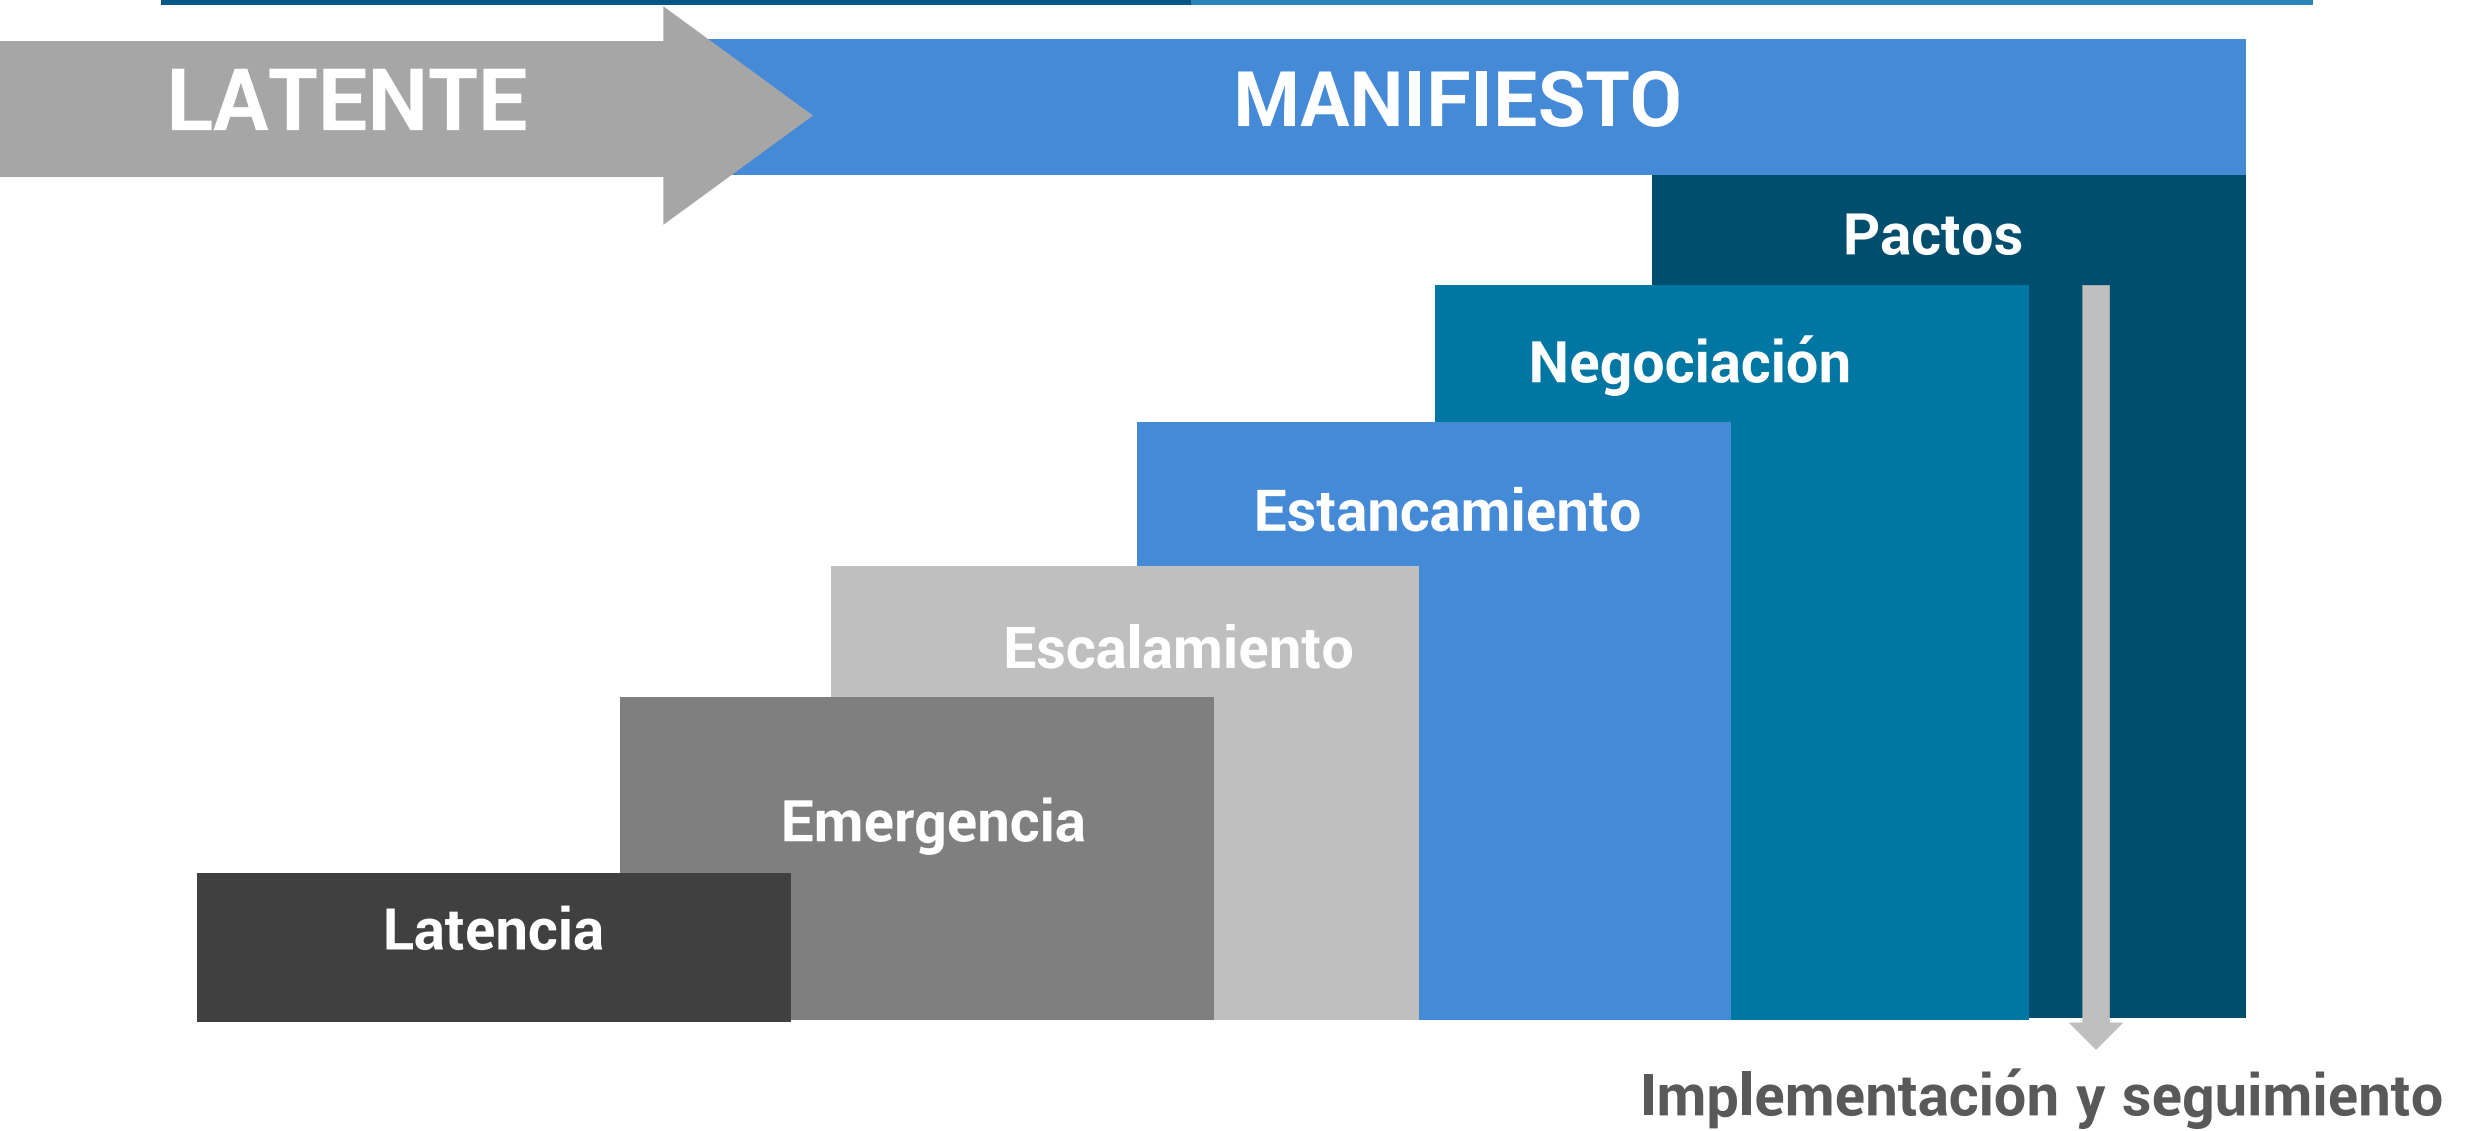 LATENTE
MANIFIESTO
Pactos
Negociación
Estancamiento
Escalamiento
Emergencia
Latencia
Implementación y seguimiento